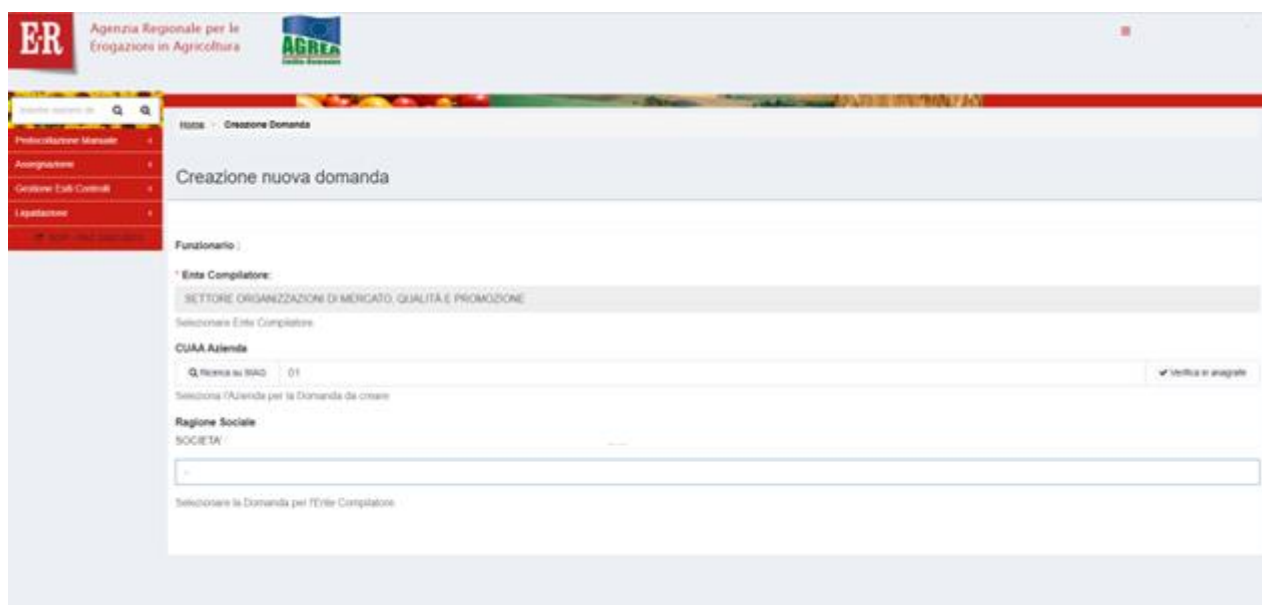 E-R
Agenzia Regionale per le
Erogazioni in Agricoltura
AGREA
Emilia-Romagna
Home > Creazione Domanda
Protocollazione Manuale
Assegnazione
Gestione Esiti Controlli
Liquidazione
Creazione nuova domanda
Funzionario :
* Ente Compilatore:
SETTORE ORGANIZZAZIONI DI MERCATO, QUALITÀ E PROMOZIONE
Selezionare Ente Compilatore
CUAA Azienda
Ricerca su 01
Verifica in anagrafe
Seleziona l'Azienda per la Domanda da creare
Ragione Sociale
SOCIETA'
Selezionare la Domanda per l'Ente Compilatore